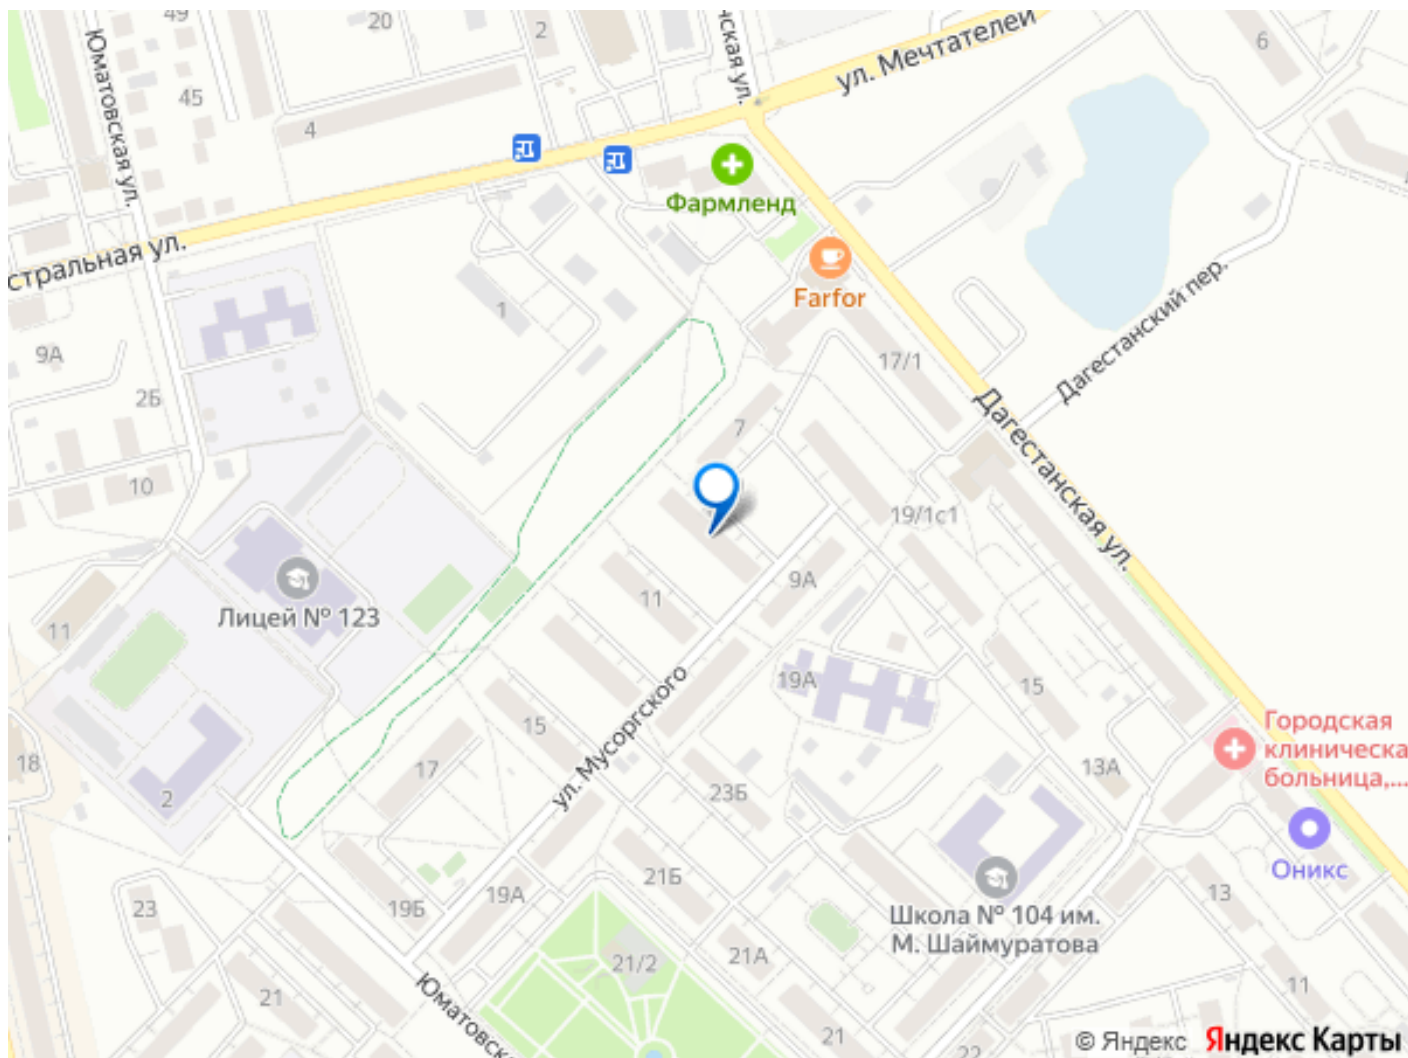 49
20
2
нская ул.
ул. Мечтателей
6
Юматовская ул.
45
4
Фармленд
стральная ул.
Farfor
1
Дагестанский пер.
9А
17/1
2Б
7
Дагестанская ул.
10
19/1с1
9А
11
Лицей № 123
11
19А
15
ул. Мусоргского
15
Городская
клиническа
больница,...
18
17
13А
2
23Б
Оникс
21Б
19А
13
23
19Б
Школа № 104 им.
М. Шаймуратова
21/2
21А
21
11
Юматовск
21
22
© Яндекс Яндекс Карты